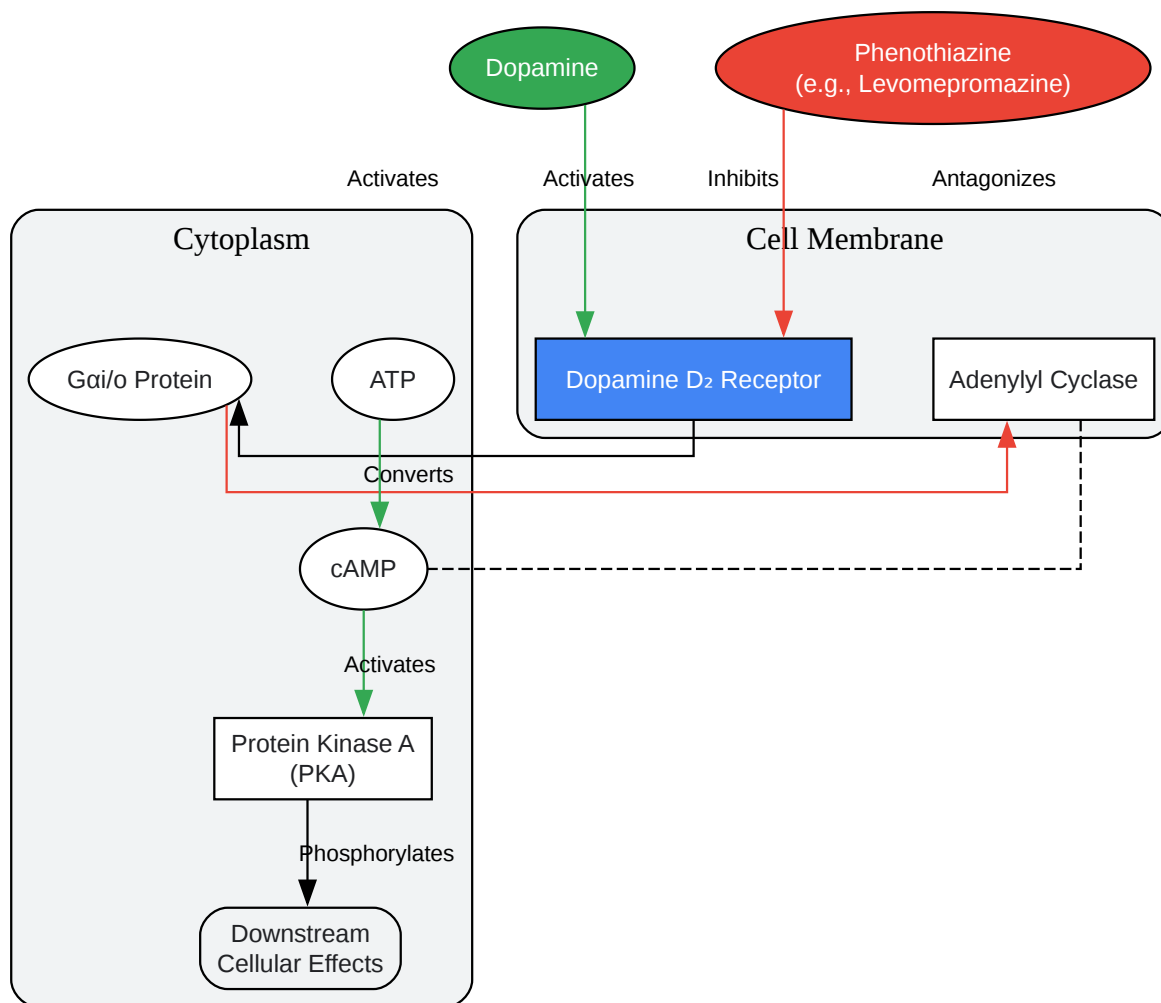 Dopamine
Phenothiazine
(e.g., Levomepromazine)
Activates
Activates
Inhibits
Antagonizes
Cytoplasm
Cell Membrane
Gαi/o Protein
ATP
Dopamine D₂ Receptor
Adenylyl Cyclase
Converts
cAMP
Activates
Protein Kinase A
(PKA)
Phosphorylates
Downstream
Cellular Effects